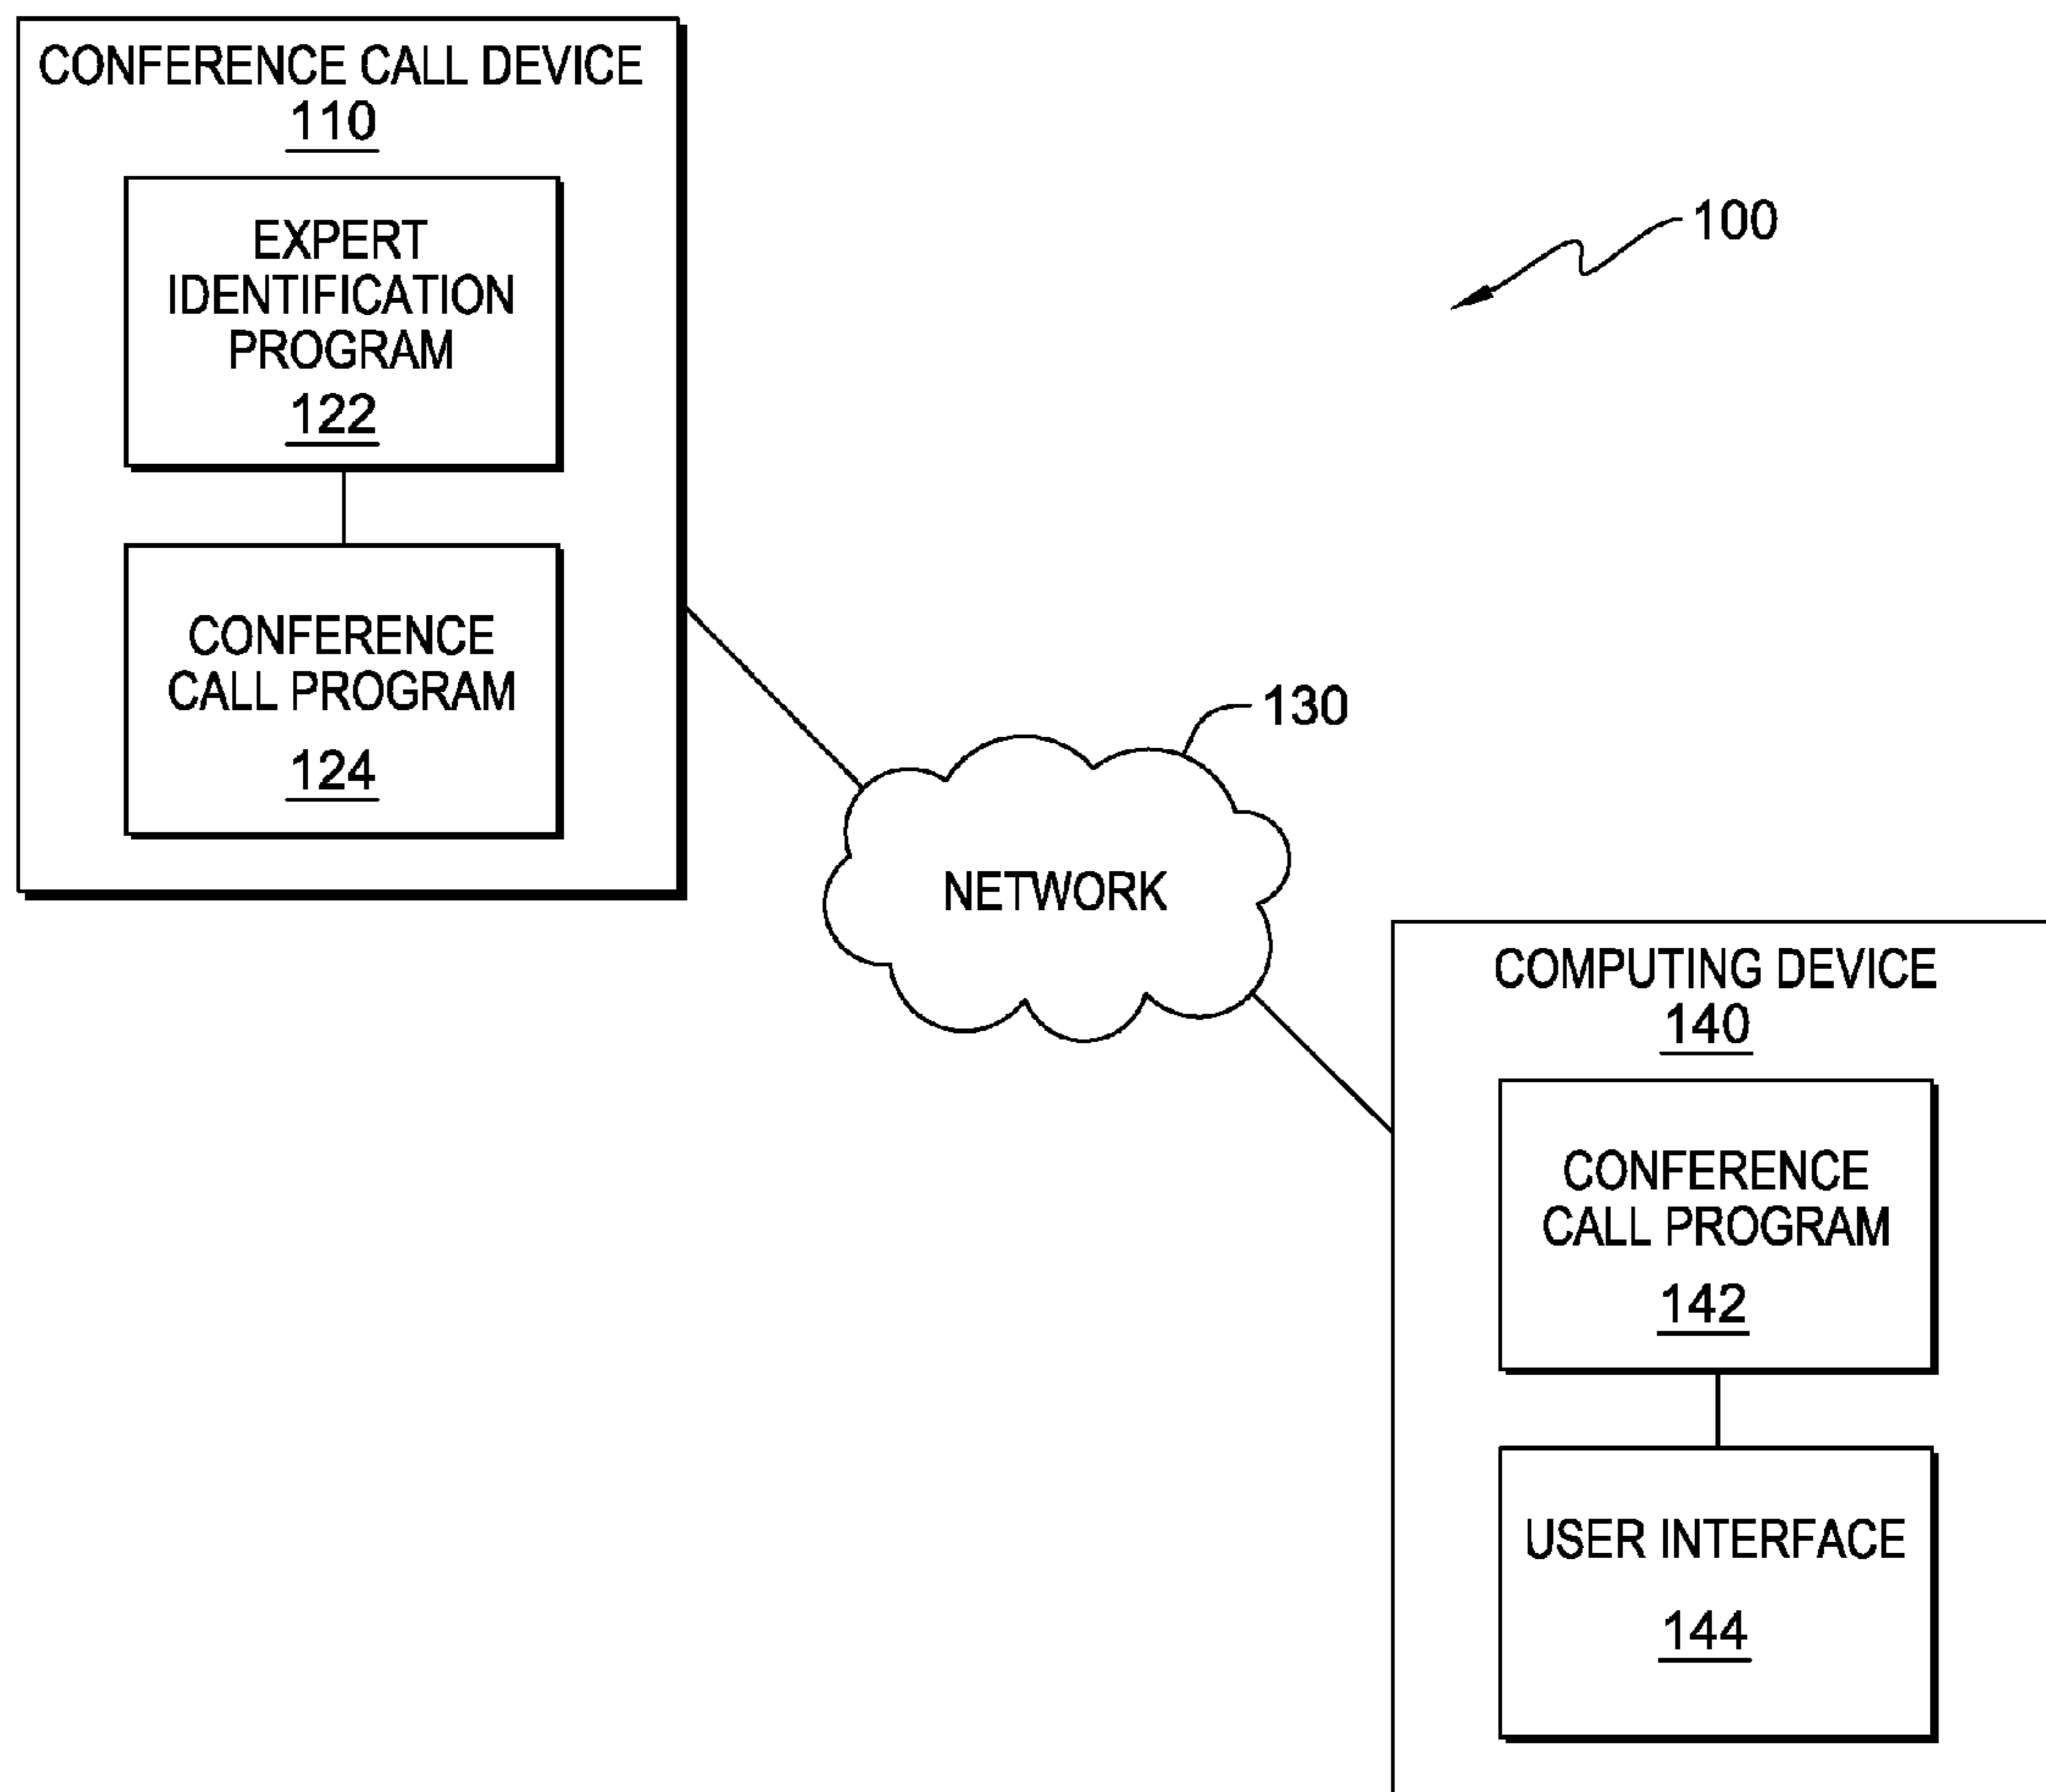 CONFERENCE CALL DEVICE
110
EXPERT
IDENTIFICATION
PROGRAM
122
CONFERENCE
CALL PROGRAM
124
100
130
NETWORK
COMPUTING DEVICE
140
CONFERENCE
CALL PROGRAM
142
USER INTERFACE
144